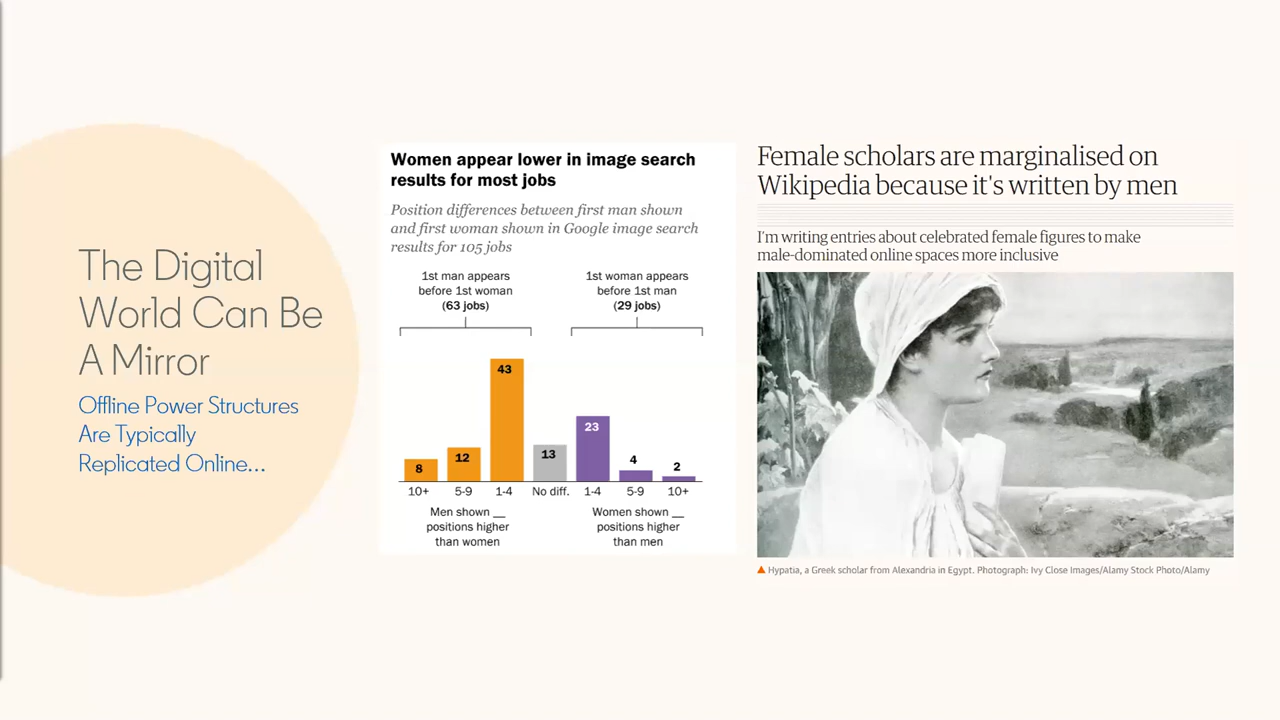 The Digital
World Can Be
A Mirror
Offline Power Structures
Are Typically
Replicated Online...
Women appear lower in image search
results for most jobs
Position differences between first man shown
and first woman shown in Google image search
results for 105 jobs
1st man appears
before 1st woman
(63 jobs)
1st woman appears
before 1st man
(29 jobs)
8
12
43
13
23
4
2
10+
5-9
1-4
No diff.
1-4
5-9
10+
Men shown __
positions higher
than women
Women shown __
positions higher
than men
Female scholars are marginalised on
Wikipedia because it's written by men
I'm writing entries about celebrated female figures to make
male-dominated online spaces more inclusive
Hypatia, a Greek scholar from Alexandria in Egypt. Photograph: Ivy Close Images/Alamy Stock Photo/Alamy